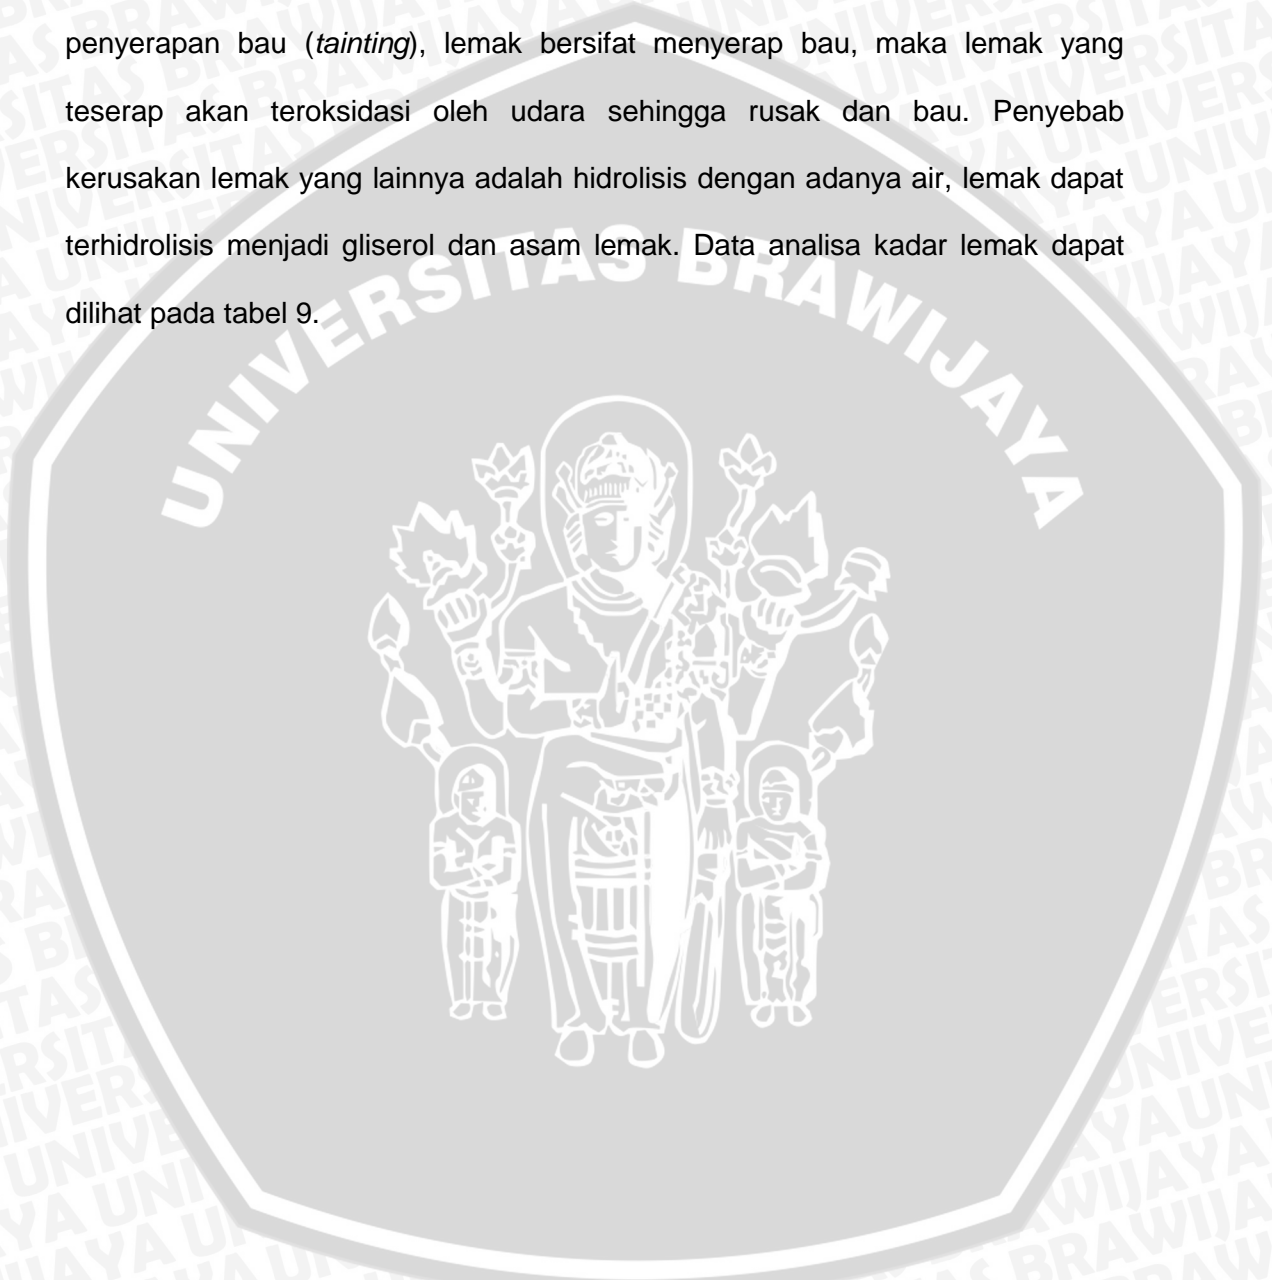 penyerapan bau (tainting), lemak bersifat menyerap bau, maka lemak yang
teserap akan teroksidasi oleh udara sehingga rusak dan bau. Penyebab
kerusakan lemak yang lainnya adalah hidrolisis dengan adanya air, lemak dapat
terhidrolisis menjadi gliserol dan asam lemak. Data analisa kadar lemak dapat
dilihat pada tabel 9.
UNIVERSITAS BRAWIJAYA